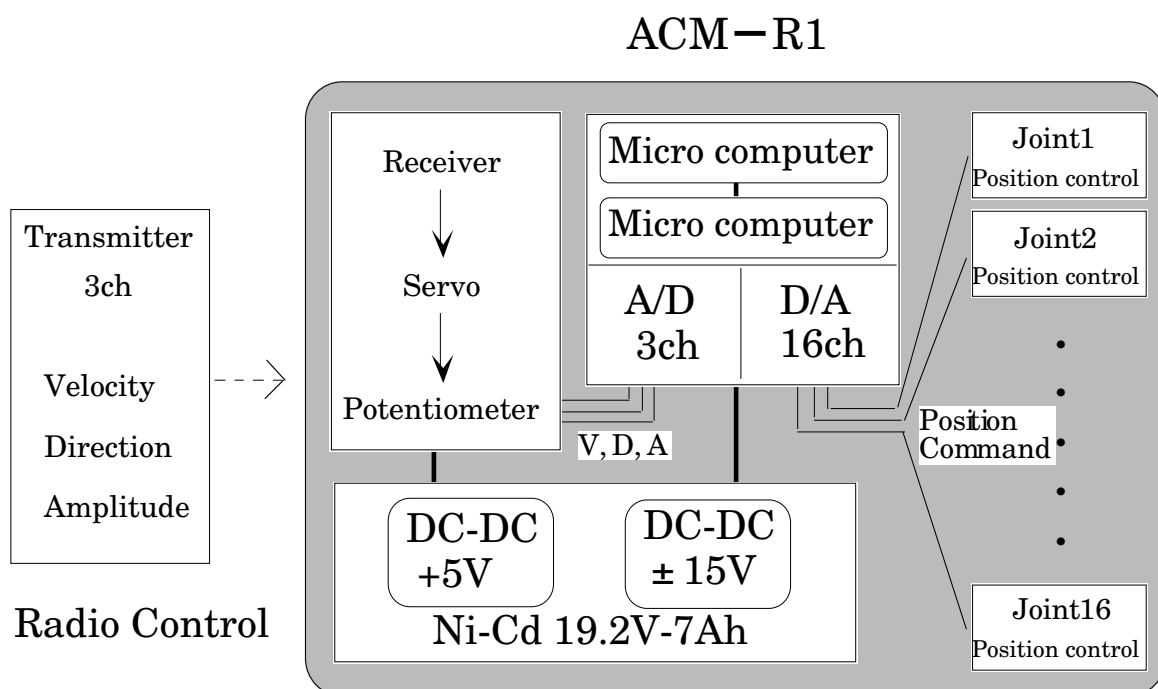 ACM−R1
Transmitter
3ch
Velocity
Direction
Amplitude
Radio Control
Receiver
Servo
Potentiometer
V, D, A
Micro computer
Micro computer
A/D
3ch
D/A
16ch
Position
Command
Joint1
Position control
Joint2
Position control
Joint16
Position control
DC-DC
+5V
DC-DC
± 15V
Ni-Cd 19.2V-7Ah